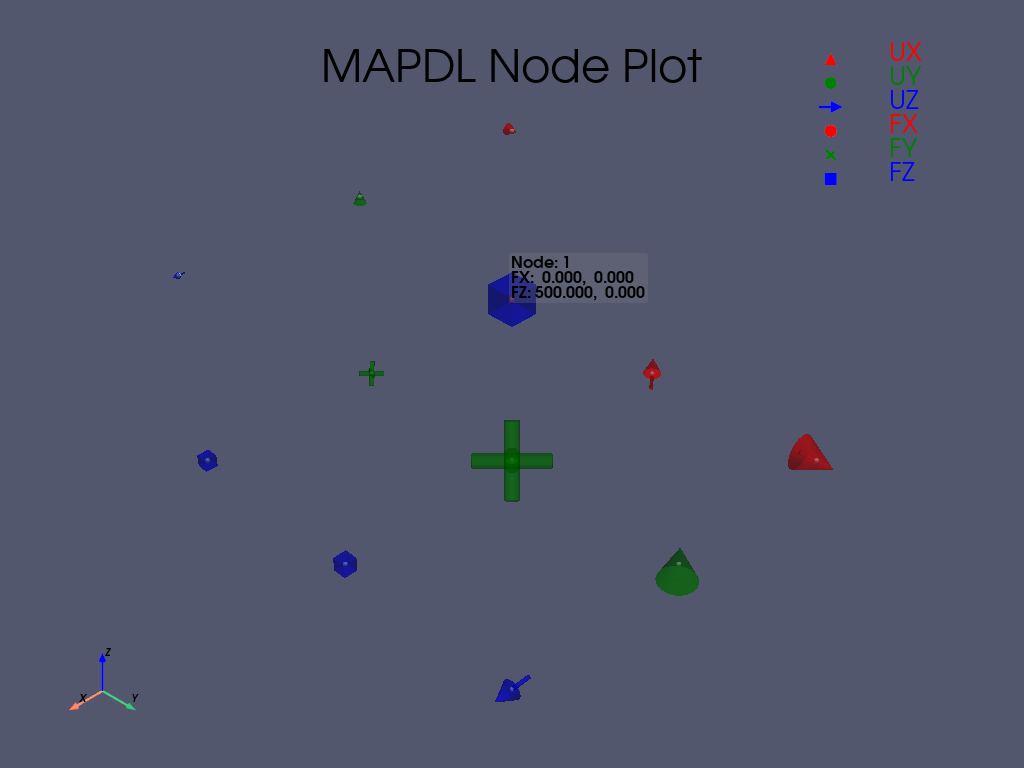 MAPDL Node Plot
UX
UY
UZ
FX
FY
FZ
Node: 1
FX: 0.000, 0.000
FZ: 500.000, 0.000
Z
X
Y